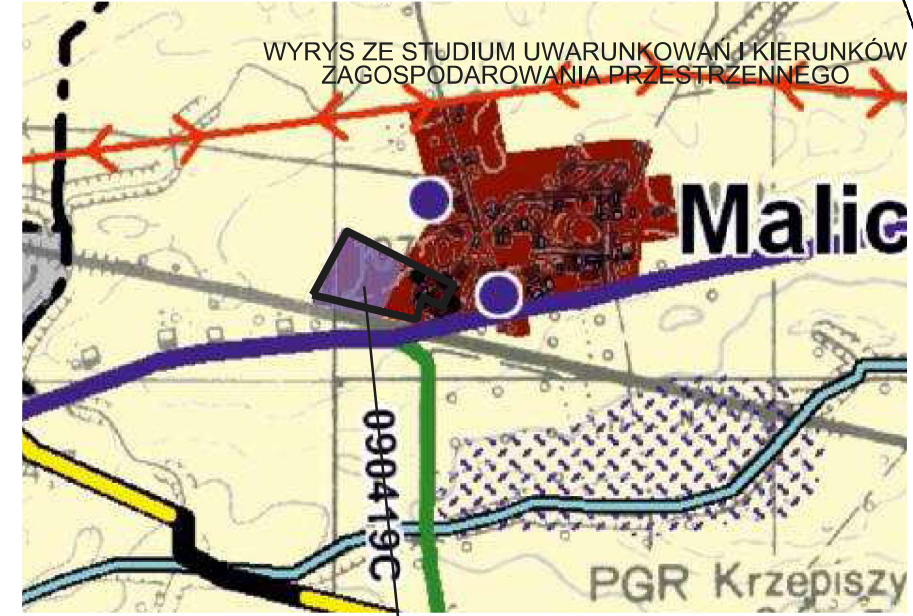 WYRYS ZE STUDIUM UWARUNKOWAŃ I KIERUNKÓW
ZAGOSPODAROWANIA PRZESTRZENNEGO
Malic
090419C
PGR Krzepiszy